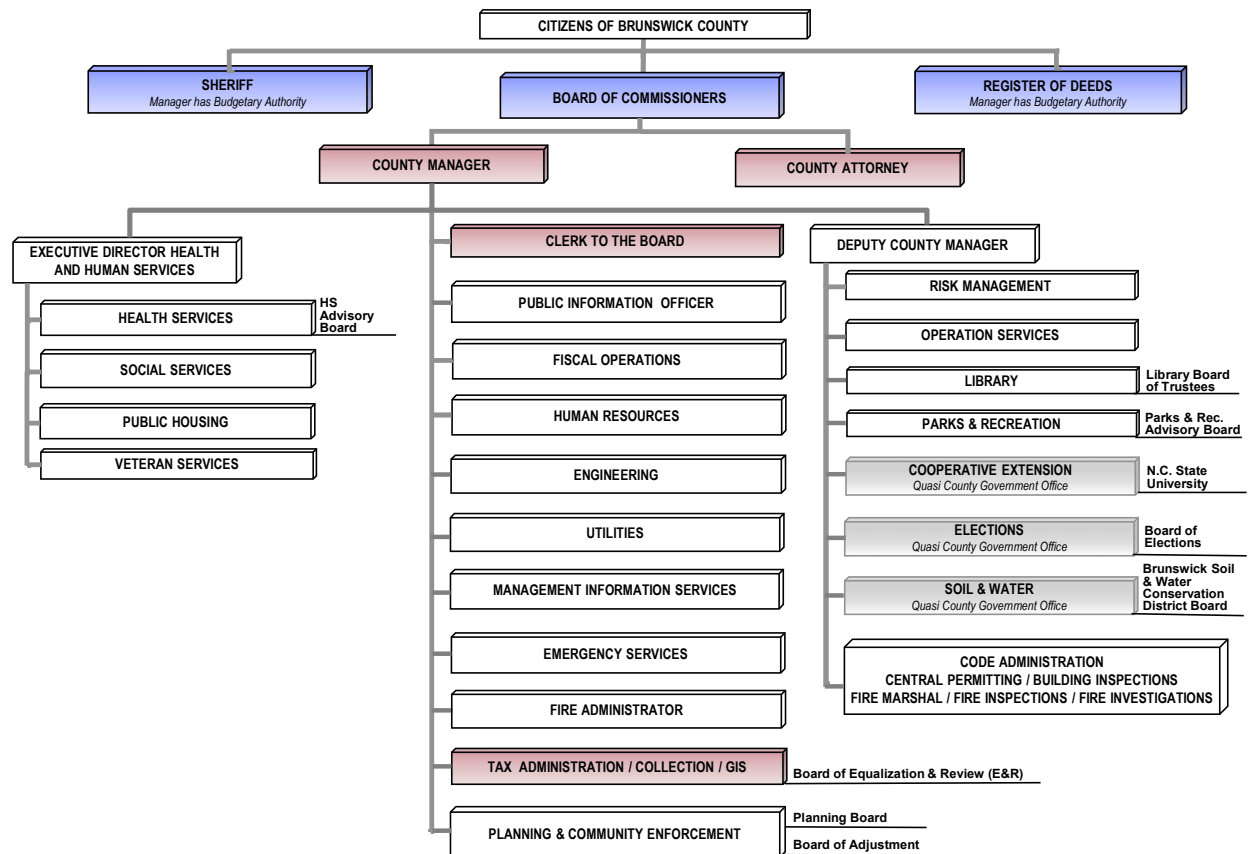 CITIZENS OF BRUNSWICK COUNTY
SHERIFF
Manager has Budgetary Authority
BOARD OF COMMISSIONERS
REGISTER OF DEEDS
Manager has Budgetary Authority
COUNTY MANAGER
COUNTY ATTORNEY
EXECUTIVE DIRECTOR HEALTH
AND HUMAN SERVICES
HEALTH SERVICES
HS
Advisory
Board
SOCIAL SERVICES
PUBLIC HOUSING
VETERAN SERVICES
CLERK TO THE BOARD
PUBLIC INFORMATION OFFICER
FISCAL OPERATIONS
HUMAN RESOURCES
ENGINEERING
UTILITIES
MANAGEMENT INFORMATION SERVICES
EMERGENCY SERVICES
FIRE ADMINISTRATOR
TAX ADMINISTRATION / COLLECTION / GIS
Board of Equalization & Review (E&R)
PLANNING & COMMUNITY ENFORCEMENT
Planning Board
Board of Adjustment
DEPUTY COUNTY MANAGER
RISK MANAGEMENT
OPERATION SERVICES
LIBRARY
Library Board
of Trustees
PARKS & RECREATION
Parks & Rec.
Advisory Board
COOPERATIVE EXTENSION
Quasi County Government Office
N.C. State
University
ELECTIONS
Quasi County Government Office
Board of
Elections
SOIL & WATER
Quasi County Government Office
Brunswick Soil
& Water
Conservation
District Board
CODE ADMINISTRATION
CENTRAL PERMITTING / BUILDING INSPECTIONS
FIRE MARSHAL / FIRE INSPECTIONS / FIRE INVESTIGATIONS